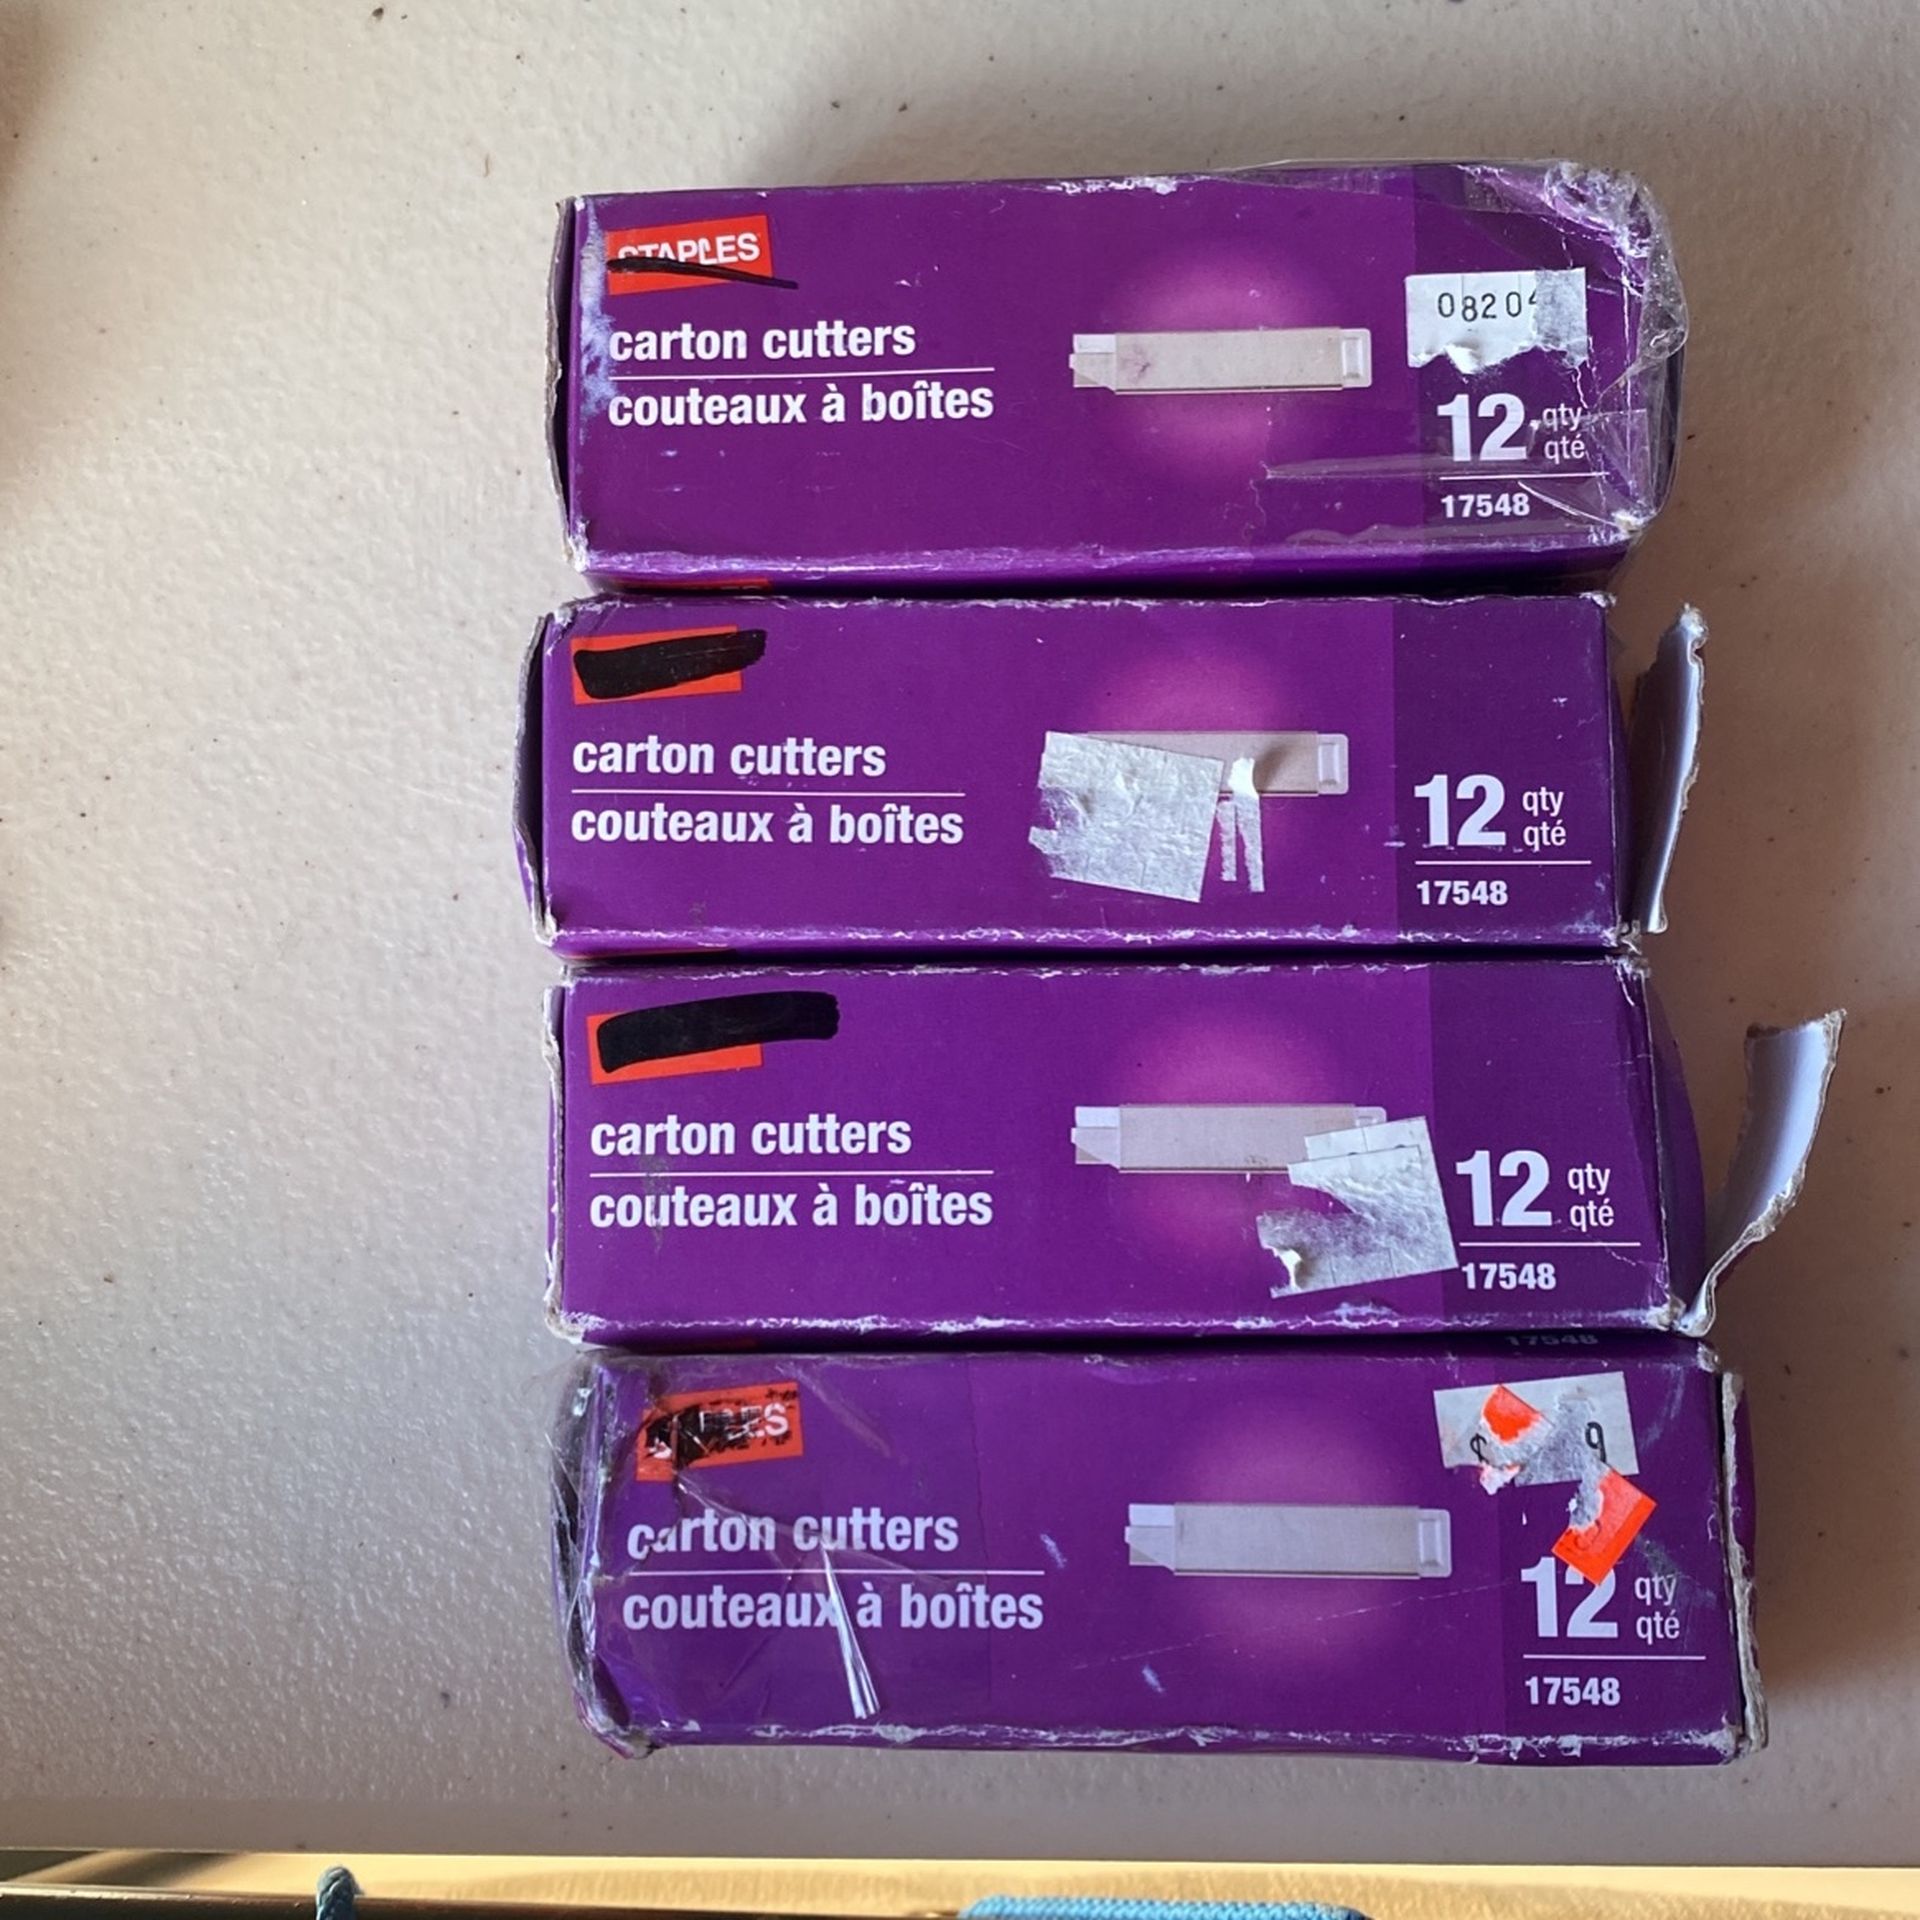 STAPLES
carton cutters
couteaux à boîtes
0820
12 qty
qté
17548
carton cutters
couteaux à boîtes
12 qty
qté
17548
carton cutters
couteaux à boîtes
12 qty
qté
17548
17548
carton cutters
couteaux à boîtes
9
12 qty
qté
17548